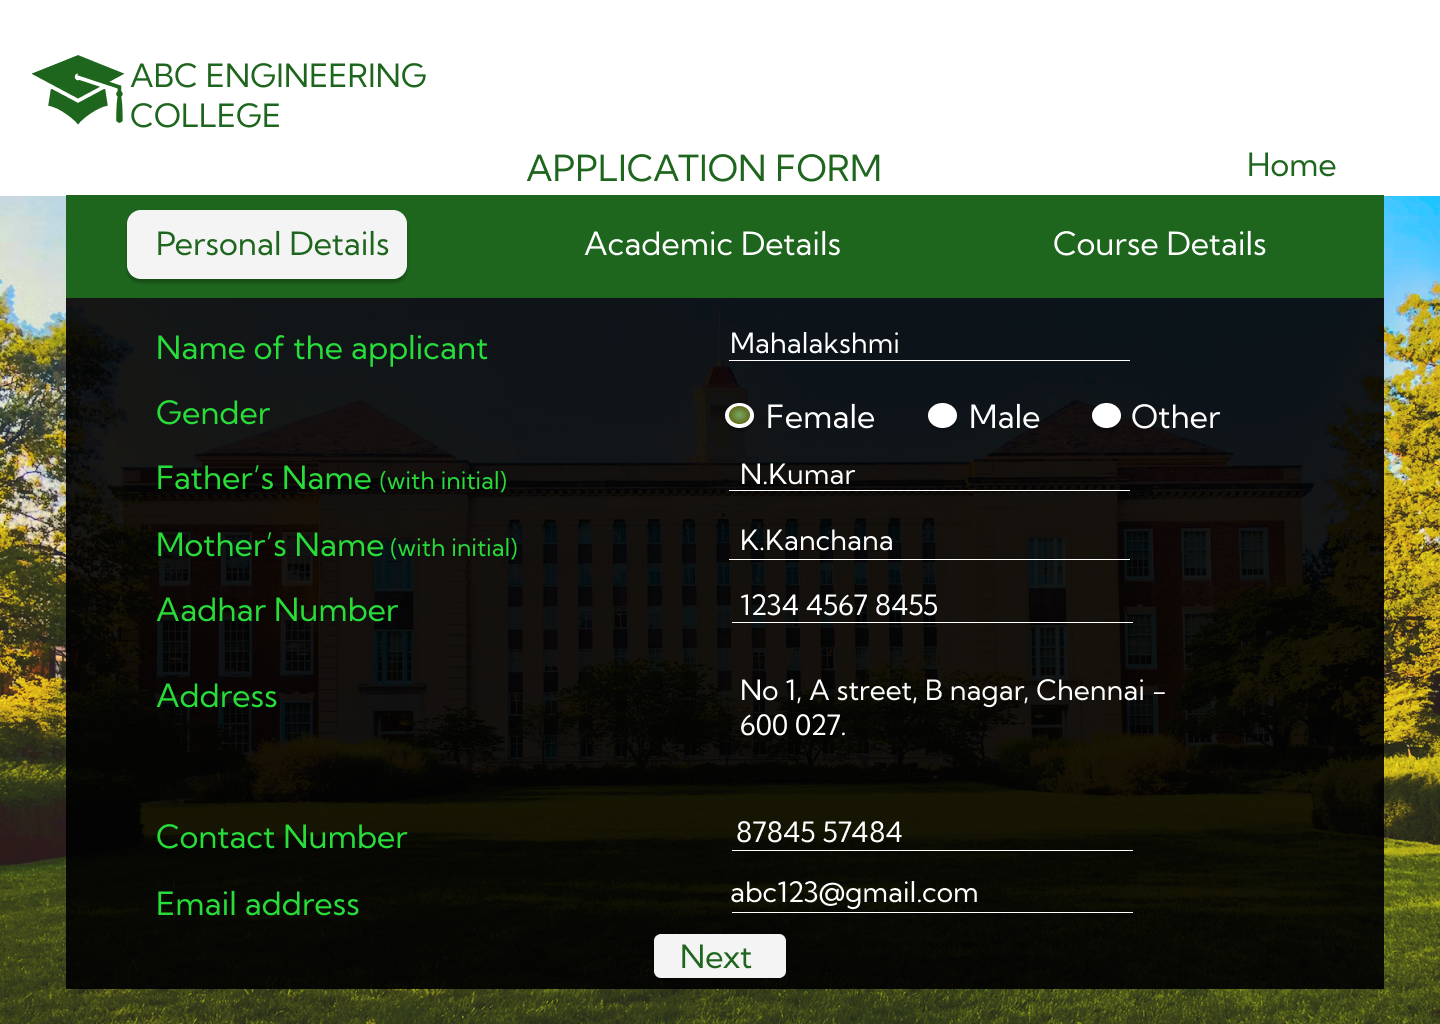 ABC ENGINEERING
COLLEGE
APPLICATION FORM
Home
Personal Details
Academic Details
Course Details
Name of the applicant
Mahalakshmi
Gender
Female
Male
Other
Father’s Name (with initial)
N.Kumar
Mother’s Name (with initial)
K.Kanchana
Aadhar Number
1234 4567 8455
Address
No 1, A street, B nagar, Chennai -
600 027.
Contact Number
87845 57484
Email address
abc123@gmail.com
Next